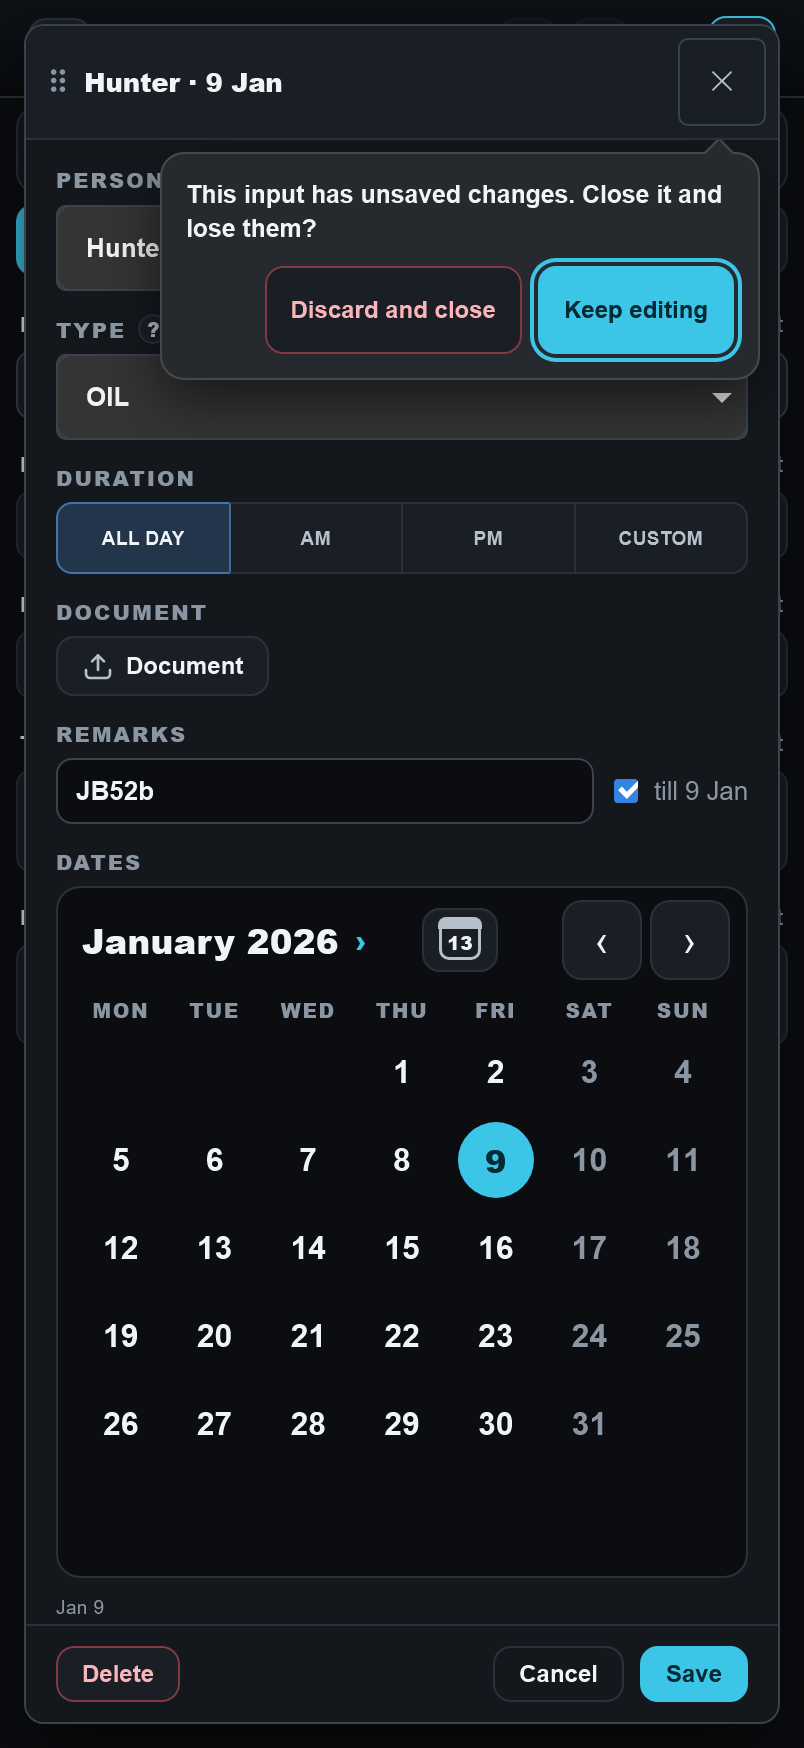 Hunter · 9 Jan
This input has unsaved changes. Close it and
lose them?
Discard and close
Keep editing
PERSON
Hunte
TYPE ?
OIL
DURATION
ALL DAY AM PM CUSTOM
DOCUMENT
Document
REMARKS
JB52b
till 9 Jan
DATES
January 2026 ›
13
‹ ›
MON TUE WED THU FRI SAT SUN
1 2 3 4
5 6 7 8 9 10 11
12 13 14 15 16 17 18
19 20 21 22 23 24 25
26 27 28 29 30 31
Jan 9
Delete Cancel Save